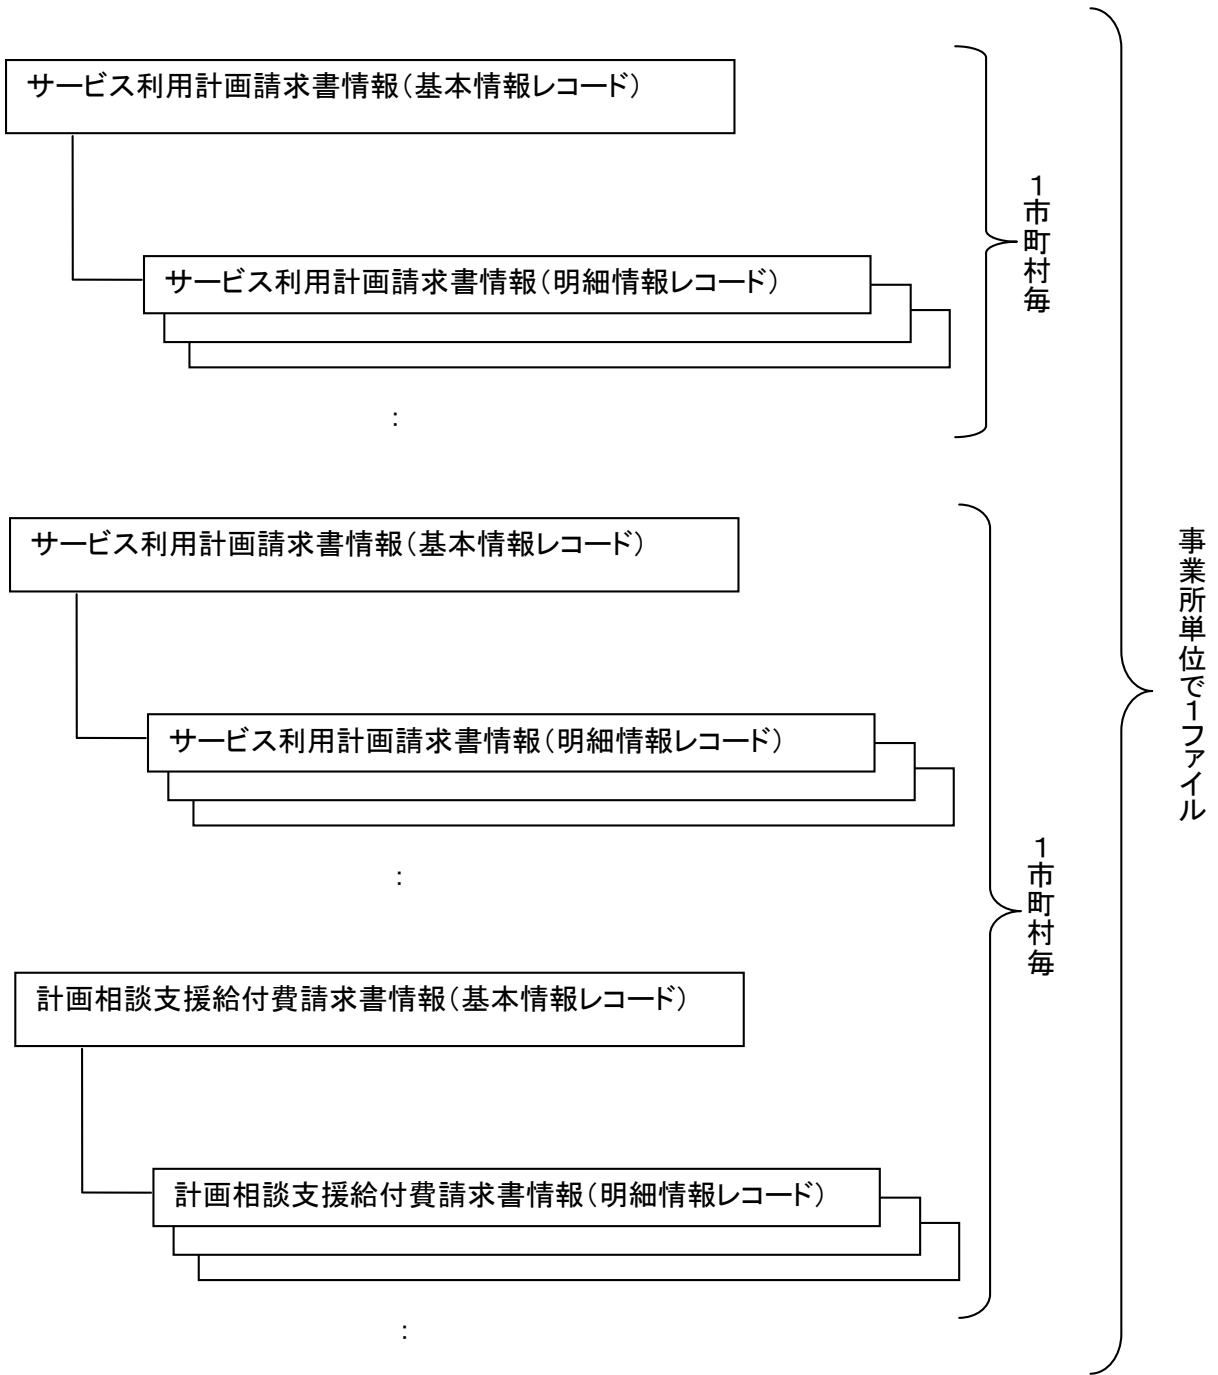 サービス利用計画請求書情報(基本情報レコード)
サービス利用計画請求書情報(明細情報レコード)
:
1市町村毎
サービス利用計画請求書情報(基本情報レコード)
サービス利用計画請求書情報(明細情報レコード)
:
計画相談支援給付費請求書情報(基本情報レコード)
計画相談支援給付費請求書情報(明細情報レコード)
:
1市町村毎
事業所単位で1ファイル